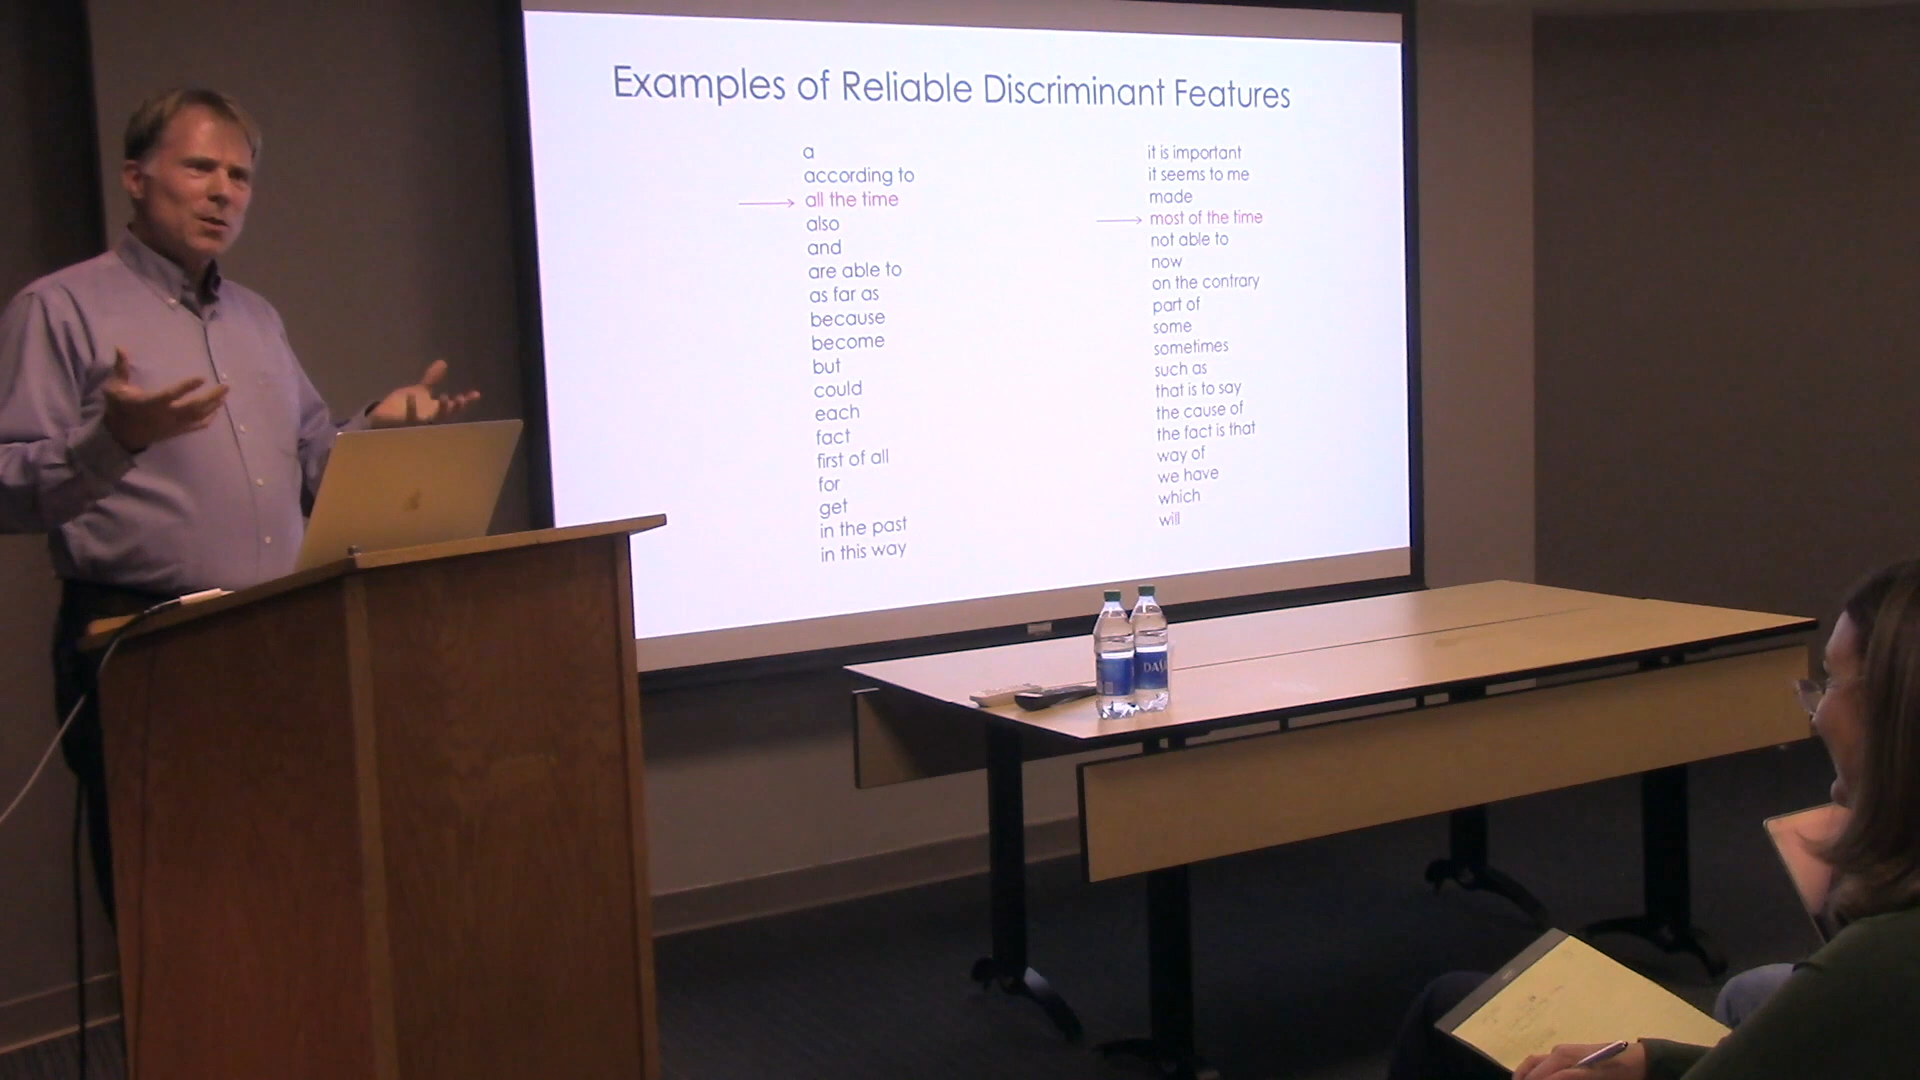 Examples of Reliable Discriminant Features
a
according to
all the time
also
and
are able to
as far as
because
become
but
could
each
fact
first of all
for
get
in the past
in this way
it is important
it seems to me
made
most of the time
not able to
now
on the contrary
part of
some
sometimes
such as
that is to say
the cause of
the fact is that
way of
we have
which
will